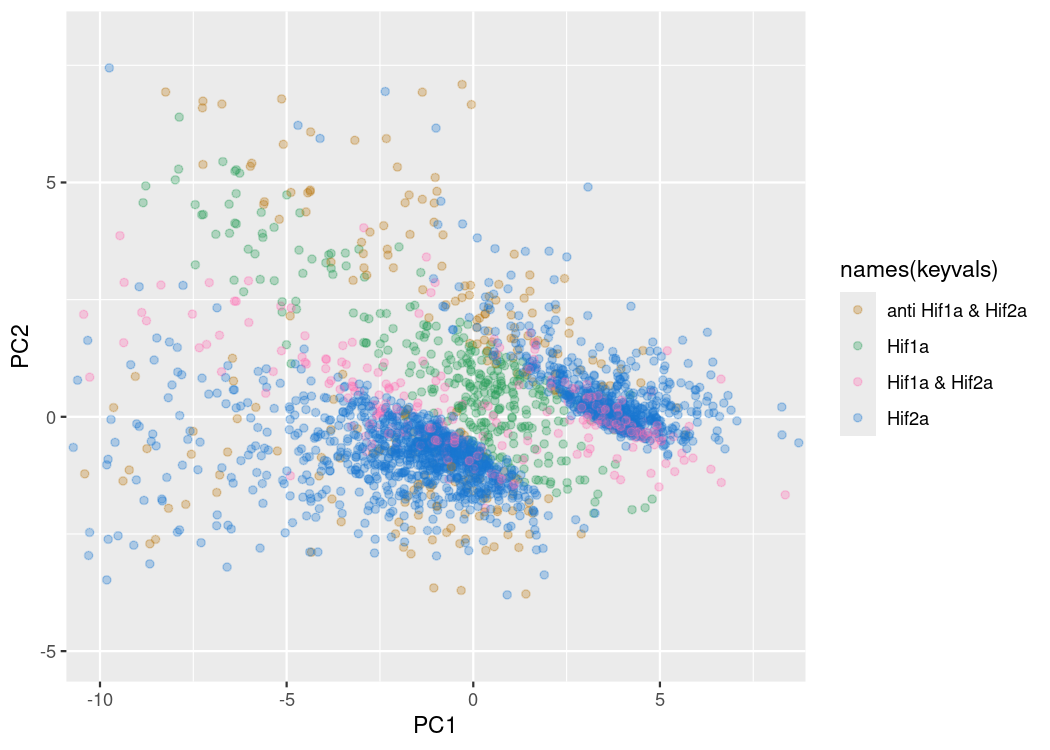 5
0
-5
-10
-5
0
5
PC1
PC2
names(keyvals)
anti Hif1a & Hif2a
Hif1a
Hif1a & Hif2a
Hif2a